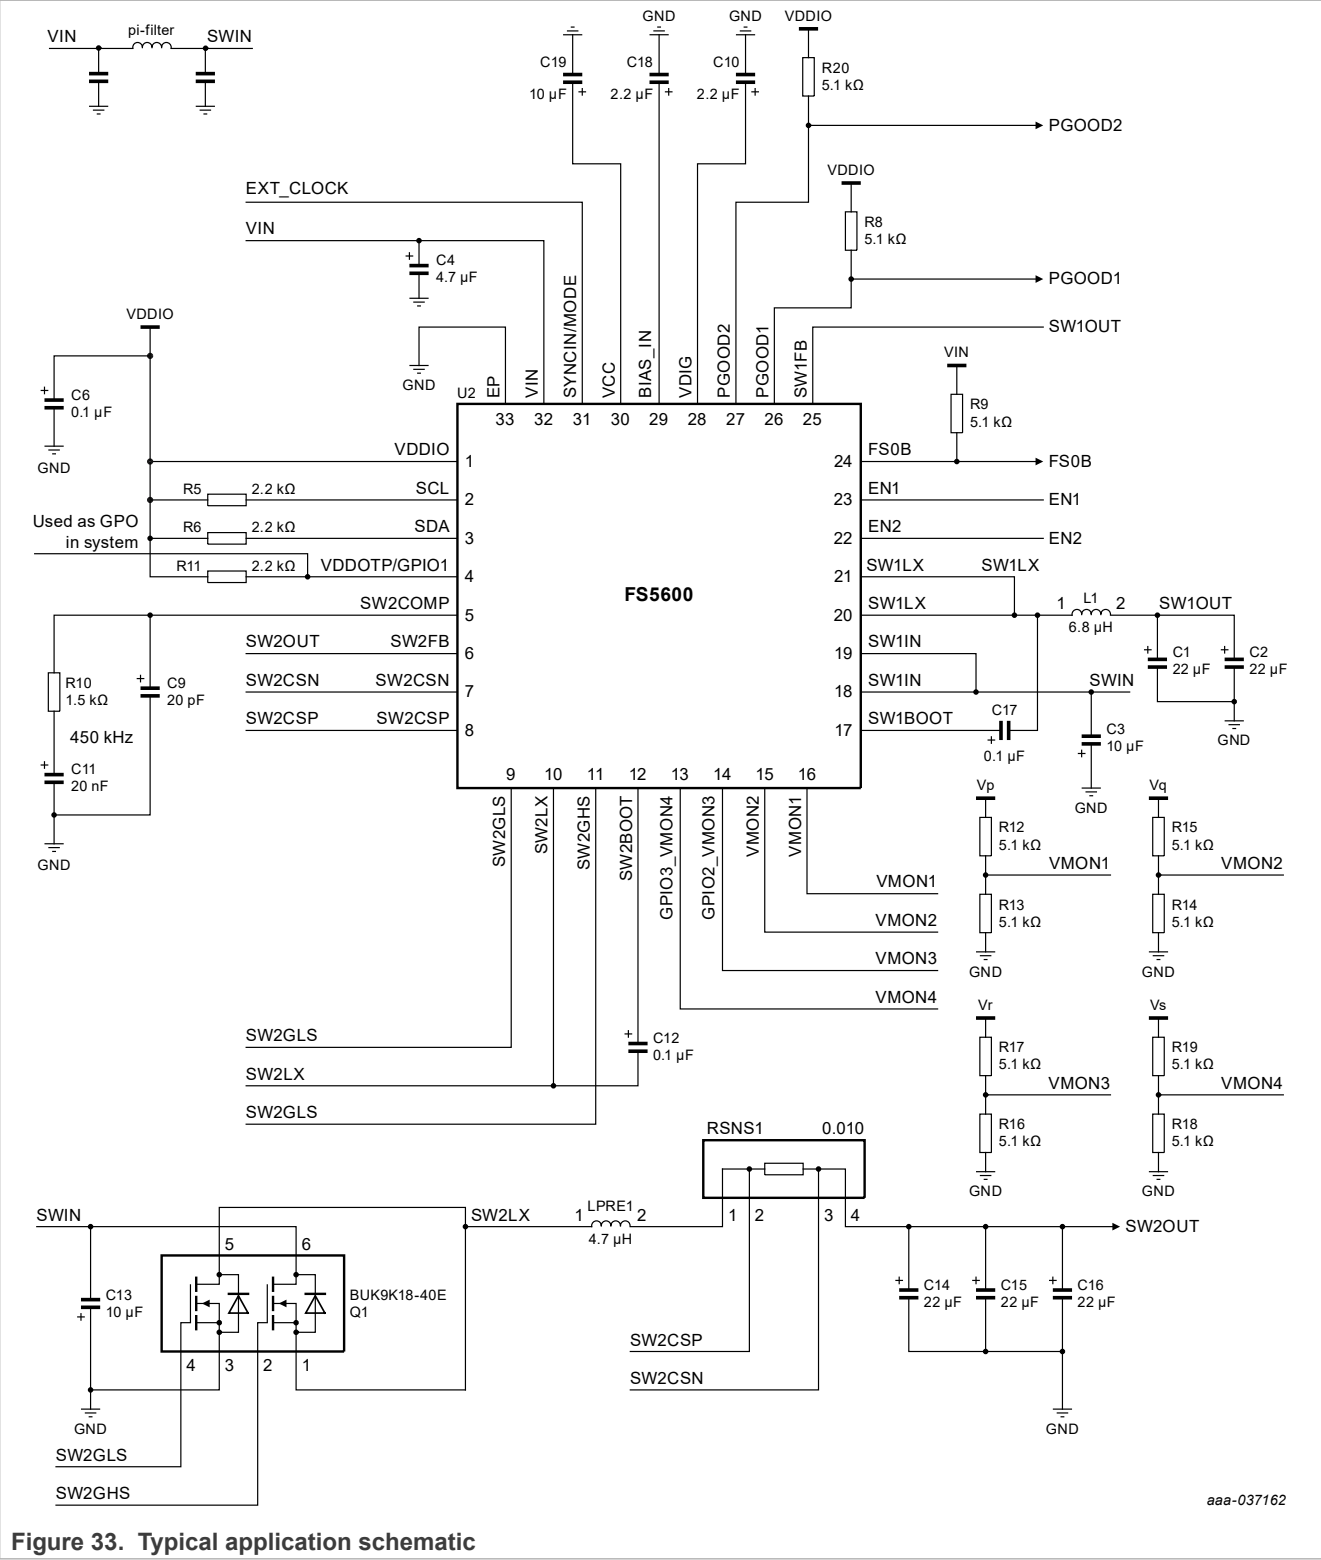 VIN
pi-filter
SWIN
GND
GND
VDDIO
C19
10 µF
+
C18
2.2 µF
+
C10
2.2 µF
+
R20
5.1 kΩ
PGOOD2
EXT_CLOCK
VIN
+
C4
4.7 µF
VDDIO
R8
5.1 kΩ
PGOOD1
SW1OUT
VDDIO
+
C6
0.1 µF
GND
GND
VIN
R9
5.1 kΩ
U2
EP
VIN
SYNCIN/MODE
VCC
BIAS_IN
VDIG
PGOOD2
PGOOD1
SW1FB
33
32
31
30
29
28
27
26
25
VDDIO
1
24
FS0B
FS0B
R5
2.2 kΩ
SCL
2
23
EN1
EN1
Used as GPO
in system
R6
2.2 kΩ
SDA
3
22
EN2
EN2
R11
2.2 kΩ
VDDOTP/GPIO1
4
FS5600
21
SW1LX
SW1LX
SW2COMP
5
20
SW1LX
1
L1
2
6.8 µH
SW1OUT
SW2OUT
SW2FB
6
19
SW1IN
+
C1
22 µF
+
C2
22 µF
GND
R10
1.5 kΩ
+
C9
20 pF
SW2CSN
SW2CSN
7
18
SW1IN
SWIN
SW2CSP
SW2CSP
8
17
SW1BOOT
C17
+
0.1 µF
C3
10 µF
+
GND
450 kHz
+
C11
20 nF
GND
9
10
11
12
13
14
15
16
SW2GLS
SW2LX
SW2GHS
SW2BOOT
GPIO3_VMON4
GPIO2_VMON3
VMON2
VMON1
VMON1
VMON2
VMON3
VMON4
Vp
R12
5.1 kΩ
VMON1
R13
5.1 kΩ
GND
Vq
R15
5.1 kΩ
VMON2
R14
5.1 kΩ
GND
Vr
R17
5.1 kΩ
VMON3
R16
5.1 kΩ
GND
Vs
R19
5.1 kΩ
VMON4
R18
5.1 kΩ
GND
SW2GLS
+
C12
0.1 µF
SW2LX
SW2GLS
RSNS1
0.010
SWIN
SW2LX
1
LPRE1
2
4.7 µH
1
2
3
4
SW2OUT
5
6
C13
10 µF
+
BUK9K18-40E
Q1
+
C14
22 µF
+
C15
22 µF
+
C16
22 µF
4
3
2
1
SW2CSP
SW2CSN
GND
GND
SW2GLS
SW2GHS
aaa-037162
Figure 33. Typical application schematic